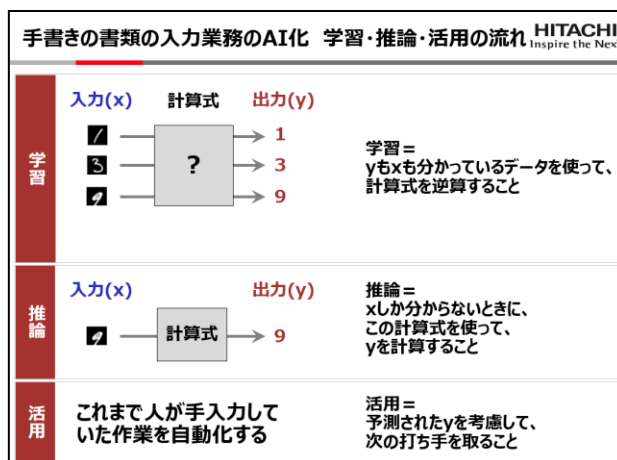 手書きの書類の入力業務のAI化 学習・推論・活用の流れ
HITACHI
Inspire the Nex
学習
入力(x) 計算式 出力(y)
1 1
3 ? 3
9 9
学習=
yもxも分かっているデータを使って、
計算式を逆算すること
推論
入力(x) 出力(y)
9 計算式 9
推論=
xしか分からないときに、
この計算式を使って、
yを計算すること
活用
これまで人が手入力して
いた作業を自動化する
活用=
予測されたyを考慮して、
次の打ち手を取ること